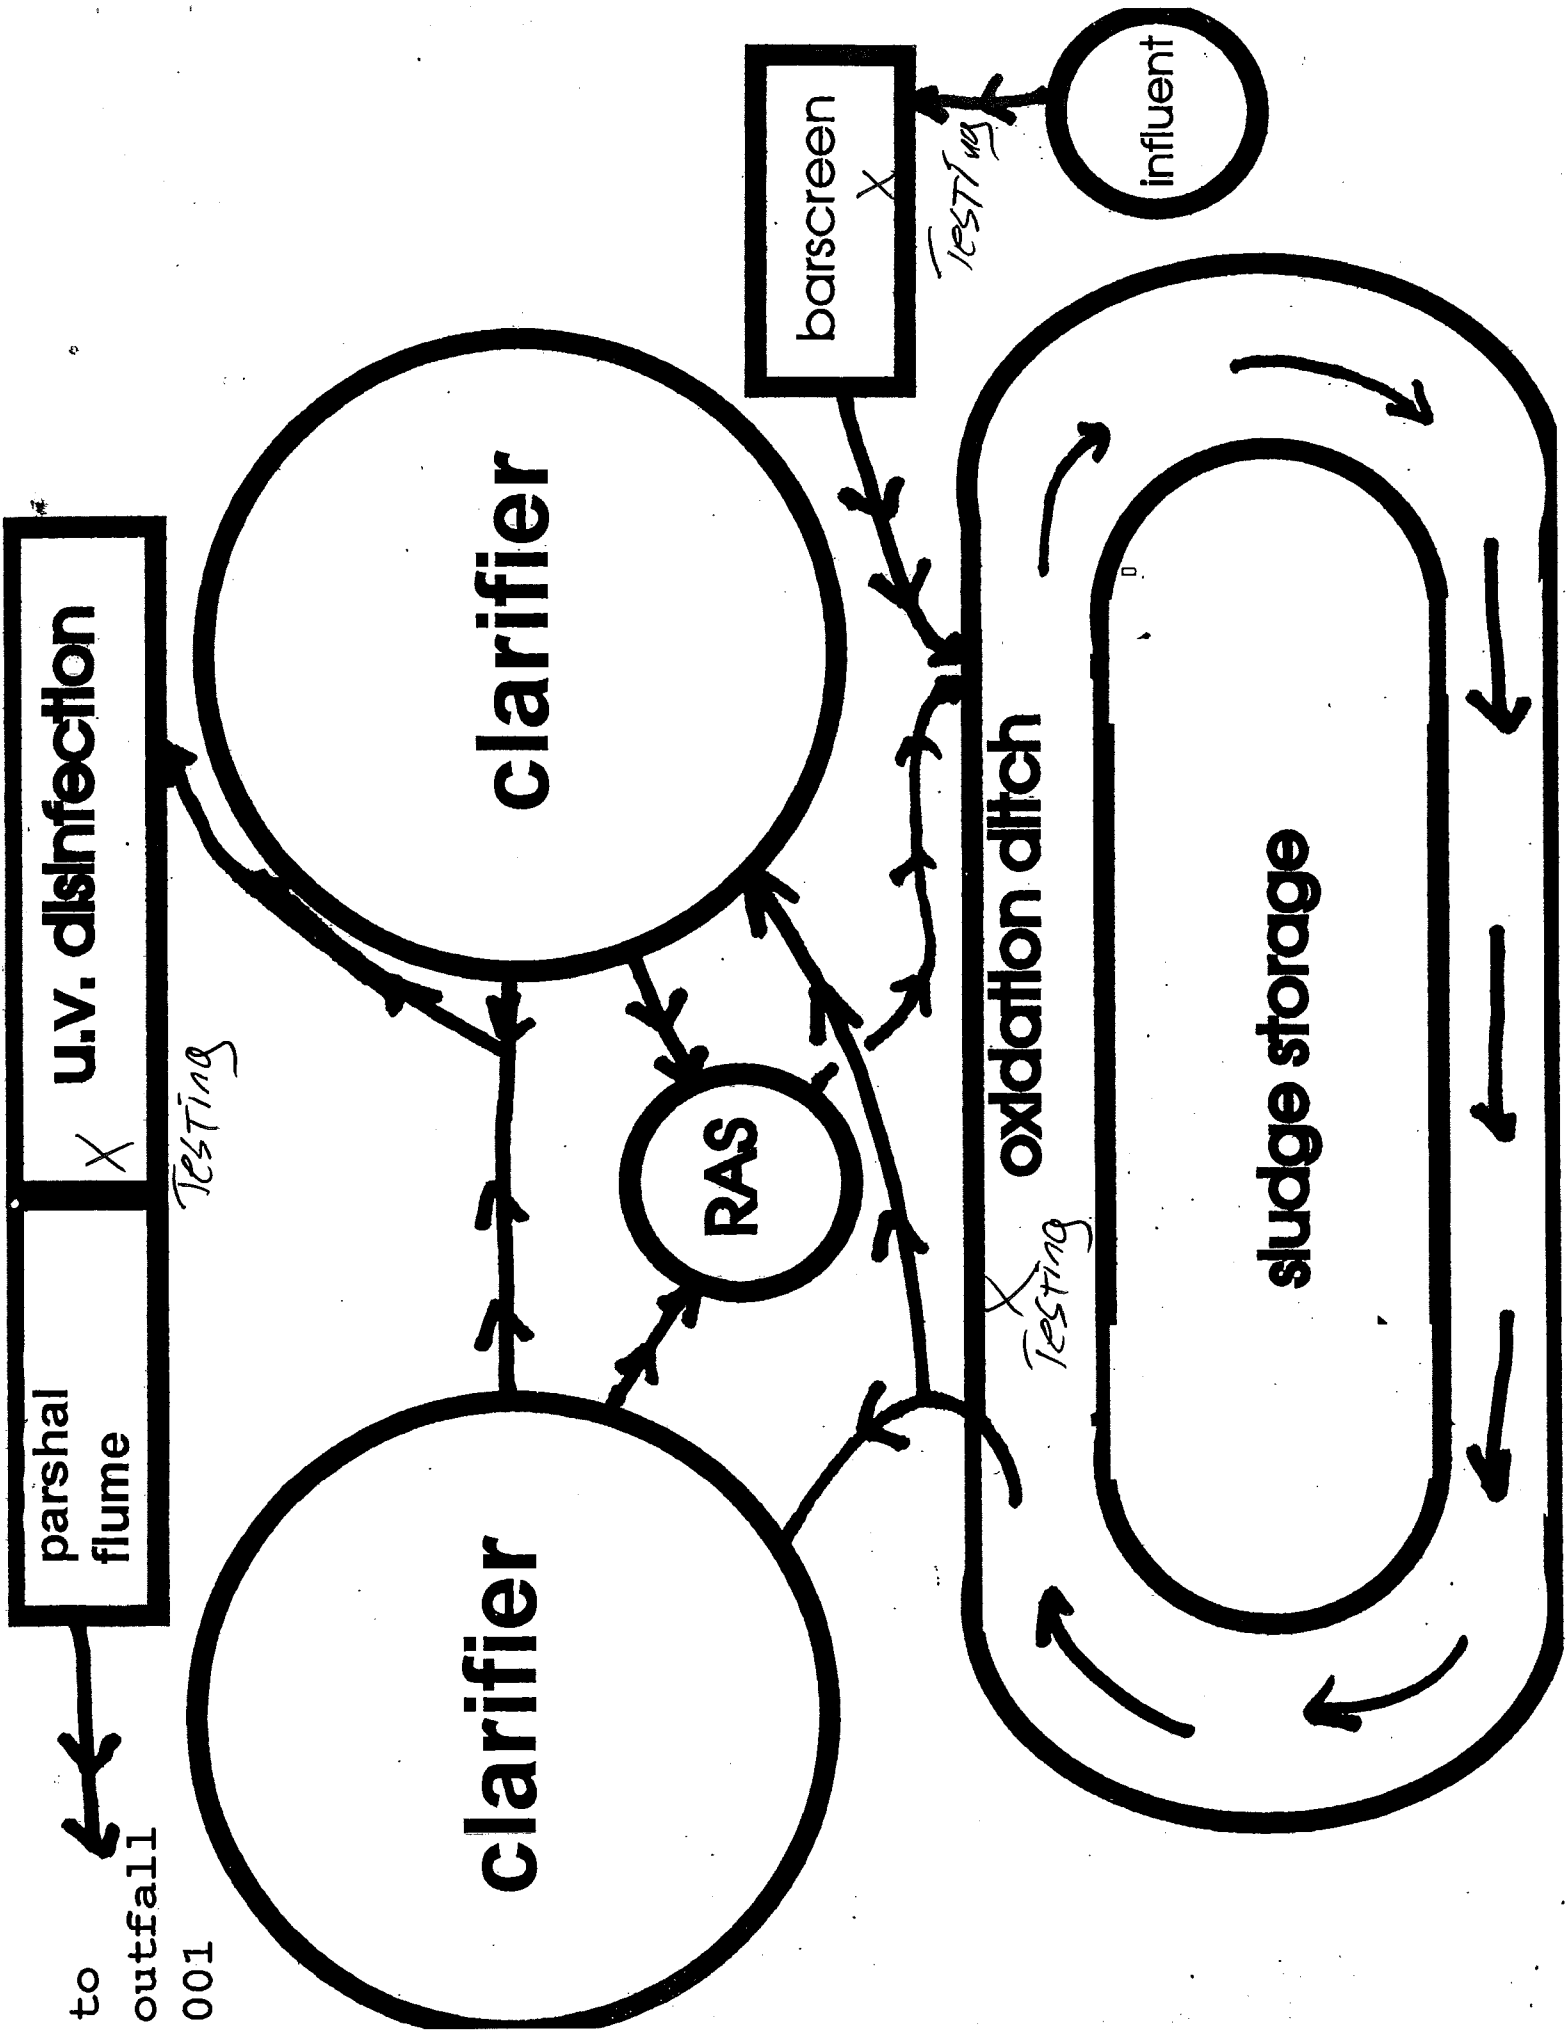 to
outfall
001
parshal
flume
u.v. disinfection
X
Testing
clarifier
clarifier
RAS
barscreen
X
Testing
influent
oxidation ditch
X
Testing
sludge storage